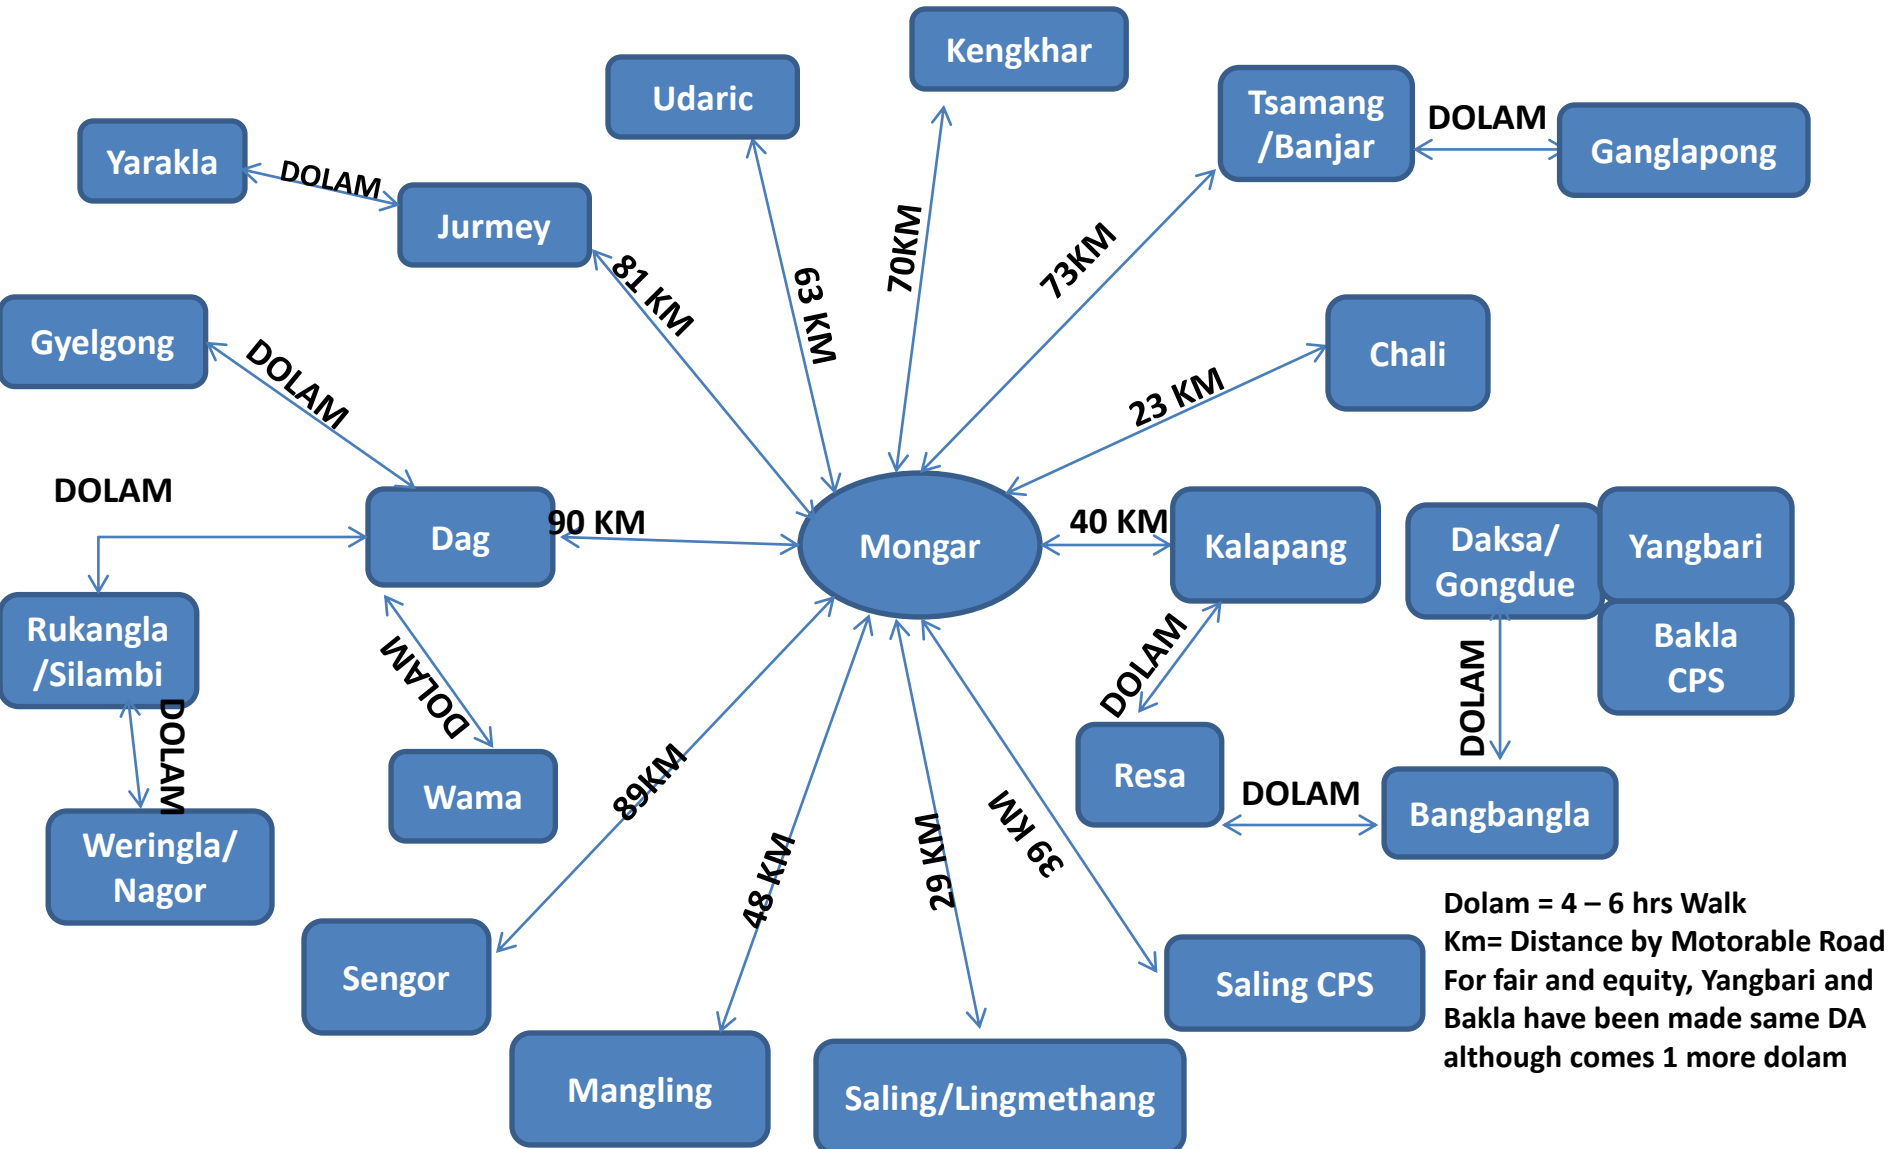 Kengkhar
Udaric
Tsamang
/Banjar
DOLAM
Ganglapong
Yarakla
DOLAM
Jurmey
81 KM
63 KM
70KM
73KM
Gyelgong
DOLAM
Chali
23 KM
DOLAM
Dag
90 KM
Mongar
40 KM
Kalapang
Daksa/
Gongdue
Yangbari
Bakla
CPS
Rukangla
/Silambi
DOLAM
DOLAM
DOLAM
DOLAM
Weringla/
Nagor
Wama
89KM
48 KM
29 KM
39 KM
Resa
DOLAM
Bangbangla
Sengor
Mangling
Saling/Lingmethang
Saling CPS
Dolam = 4 – 6 hrs Walk
Km= Distance by Motorable Road
For fair and equity, Yangbari and
Bakla have been made same DA
although comes 1 more dolam